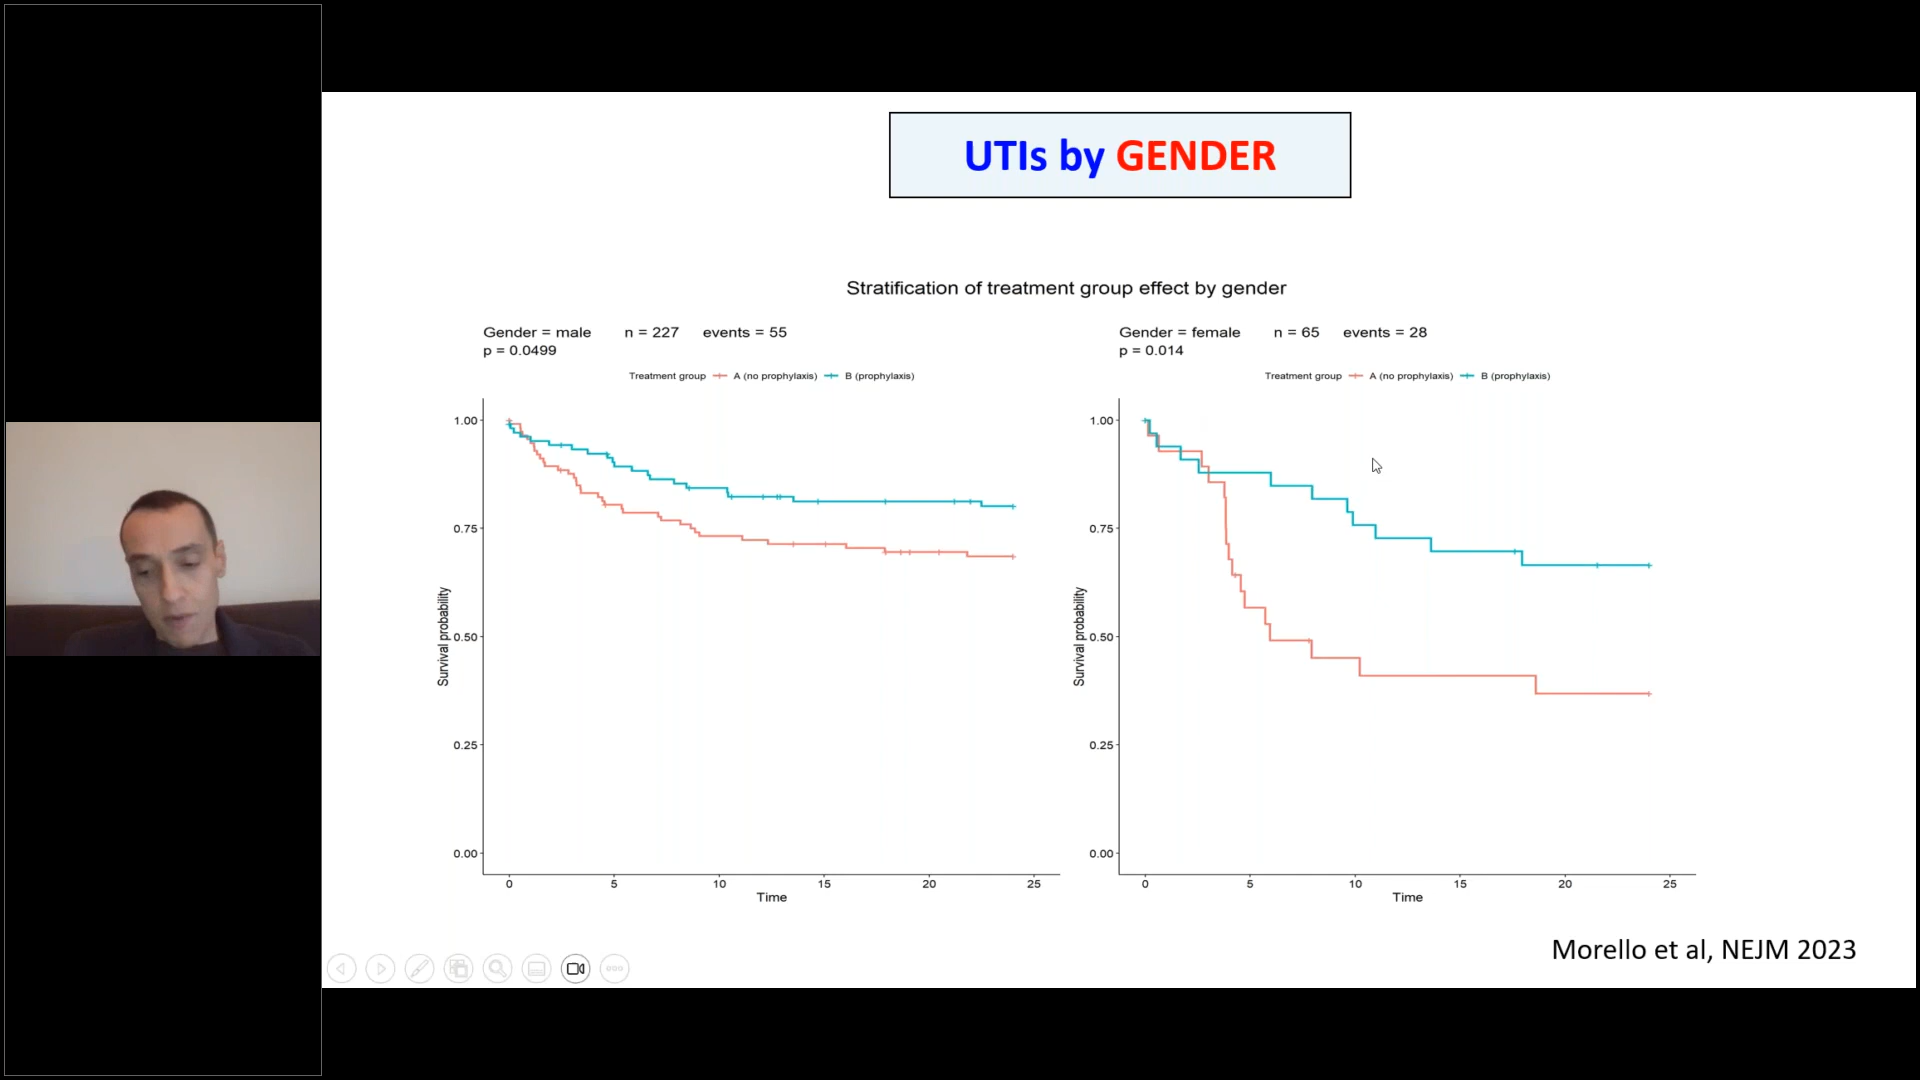 UTIs by GENDER
Stratification of treatment group effect by gender
Gender = male n = 227 events = 55
p = 0.0499
Treatment group A (no prophylaxis) B (prophylaxis)
1.00
0.75
0.50
0.25
0.00
Survival probability
0 5 10 15 20 25
Time
Gender = female n = 65 events = 28
p = 0.014
Treatment group A (no prophylaxis) B (prophylaxis)
1.00
0.75
0.50
0.25
0.00
Survival probability
0 5 10 15 20 25
Time
Morello et al, NEJM 2023